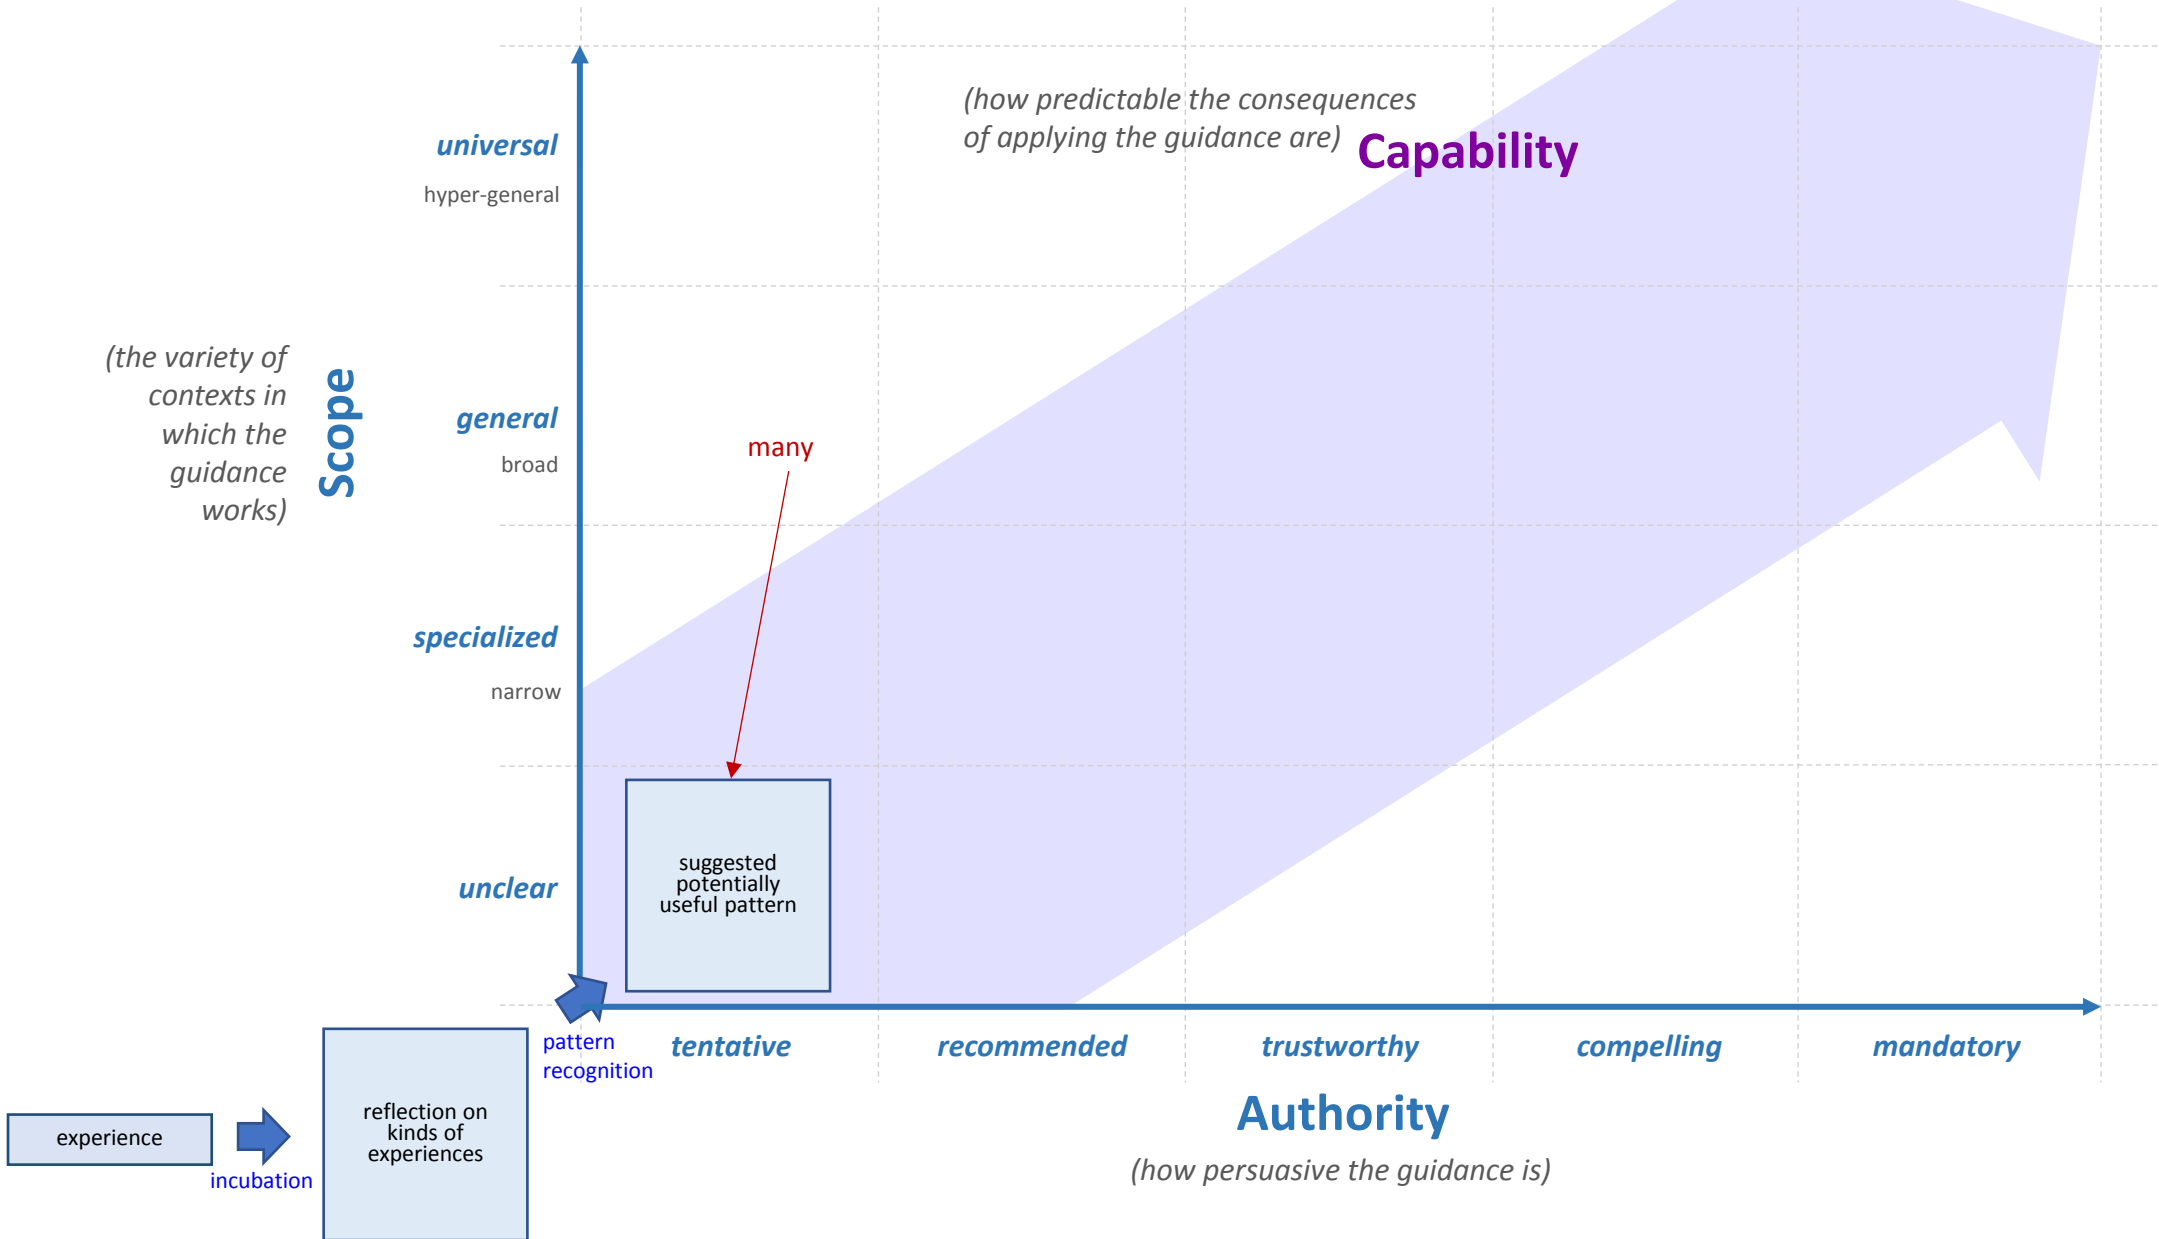 (how predictable the consequences
of applying the guidance are)
Capability
universal
hyper-general
(the variety of
contexts in
which the
guidance
works)
Scope
general
broad
many
specialized
narrow
suggested
potentially
useful pattern
unclear
pattern
recognition
tentative
recommended
trustworthy
compelling
mandatory
Authority
(how persuasive the guidance is)
experience
incubation
reflection on
kinds of
experiences